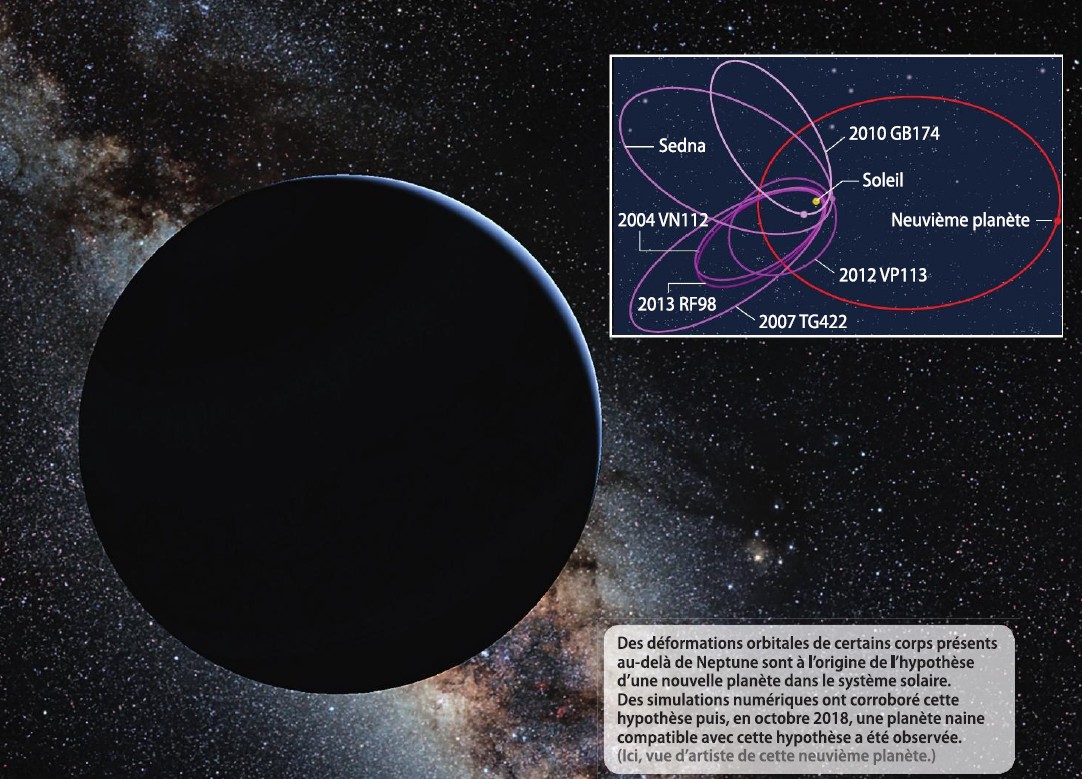 2010 GB174
Sedna
Soleil
2004 VN112
Neuvième planète
2012 VP113
2013 RF98
2007 TG422
Des déformations orbitales de certains corps présents
au-delà de Neptune sont à l’origine de l’hypothèse
d’une nouvelle planète dans le système solaire.
Des simulations numériques ont corroboré cette
hypothèse puis, en octobre 2018, une planète naine
compatible avec cette hypothèse a été observée.
(Ici, vue d’artiste de cette neuvième planète.)